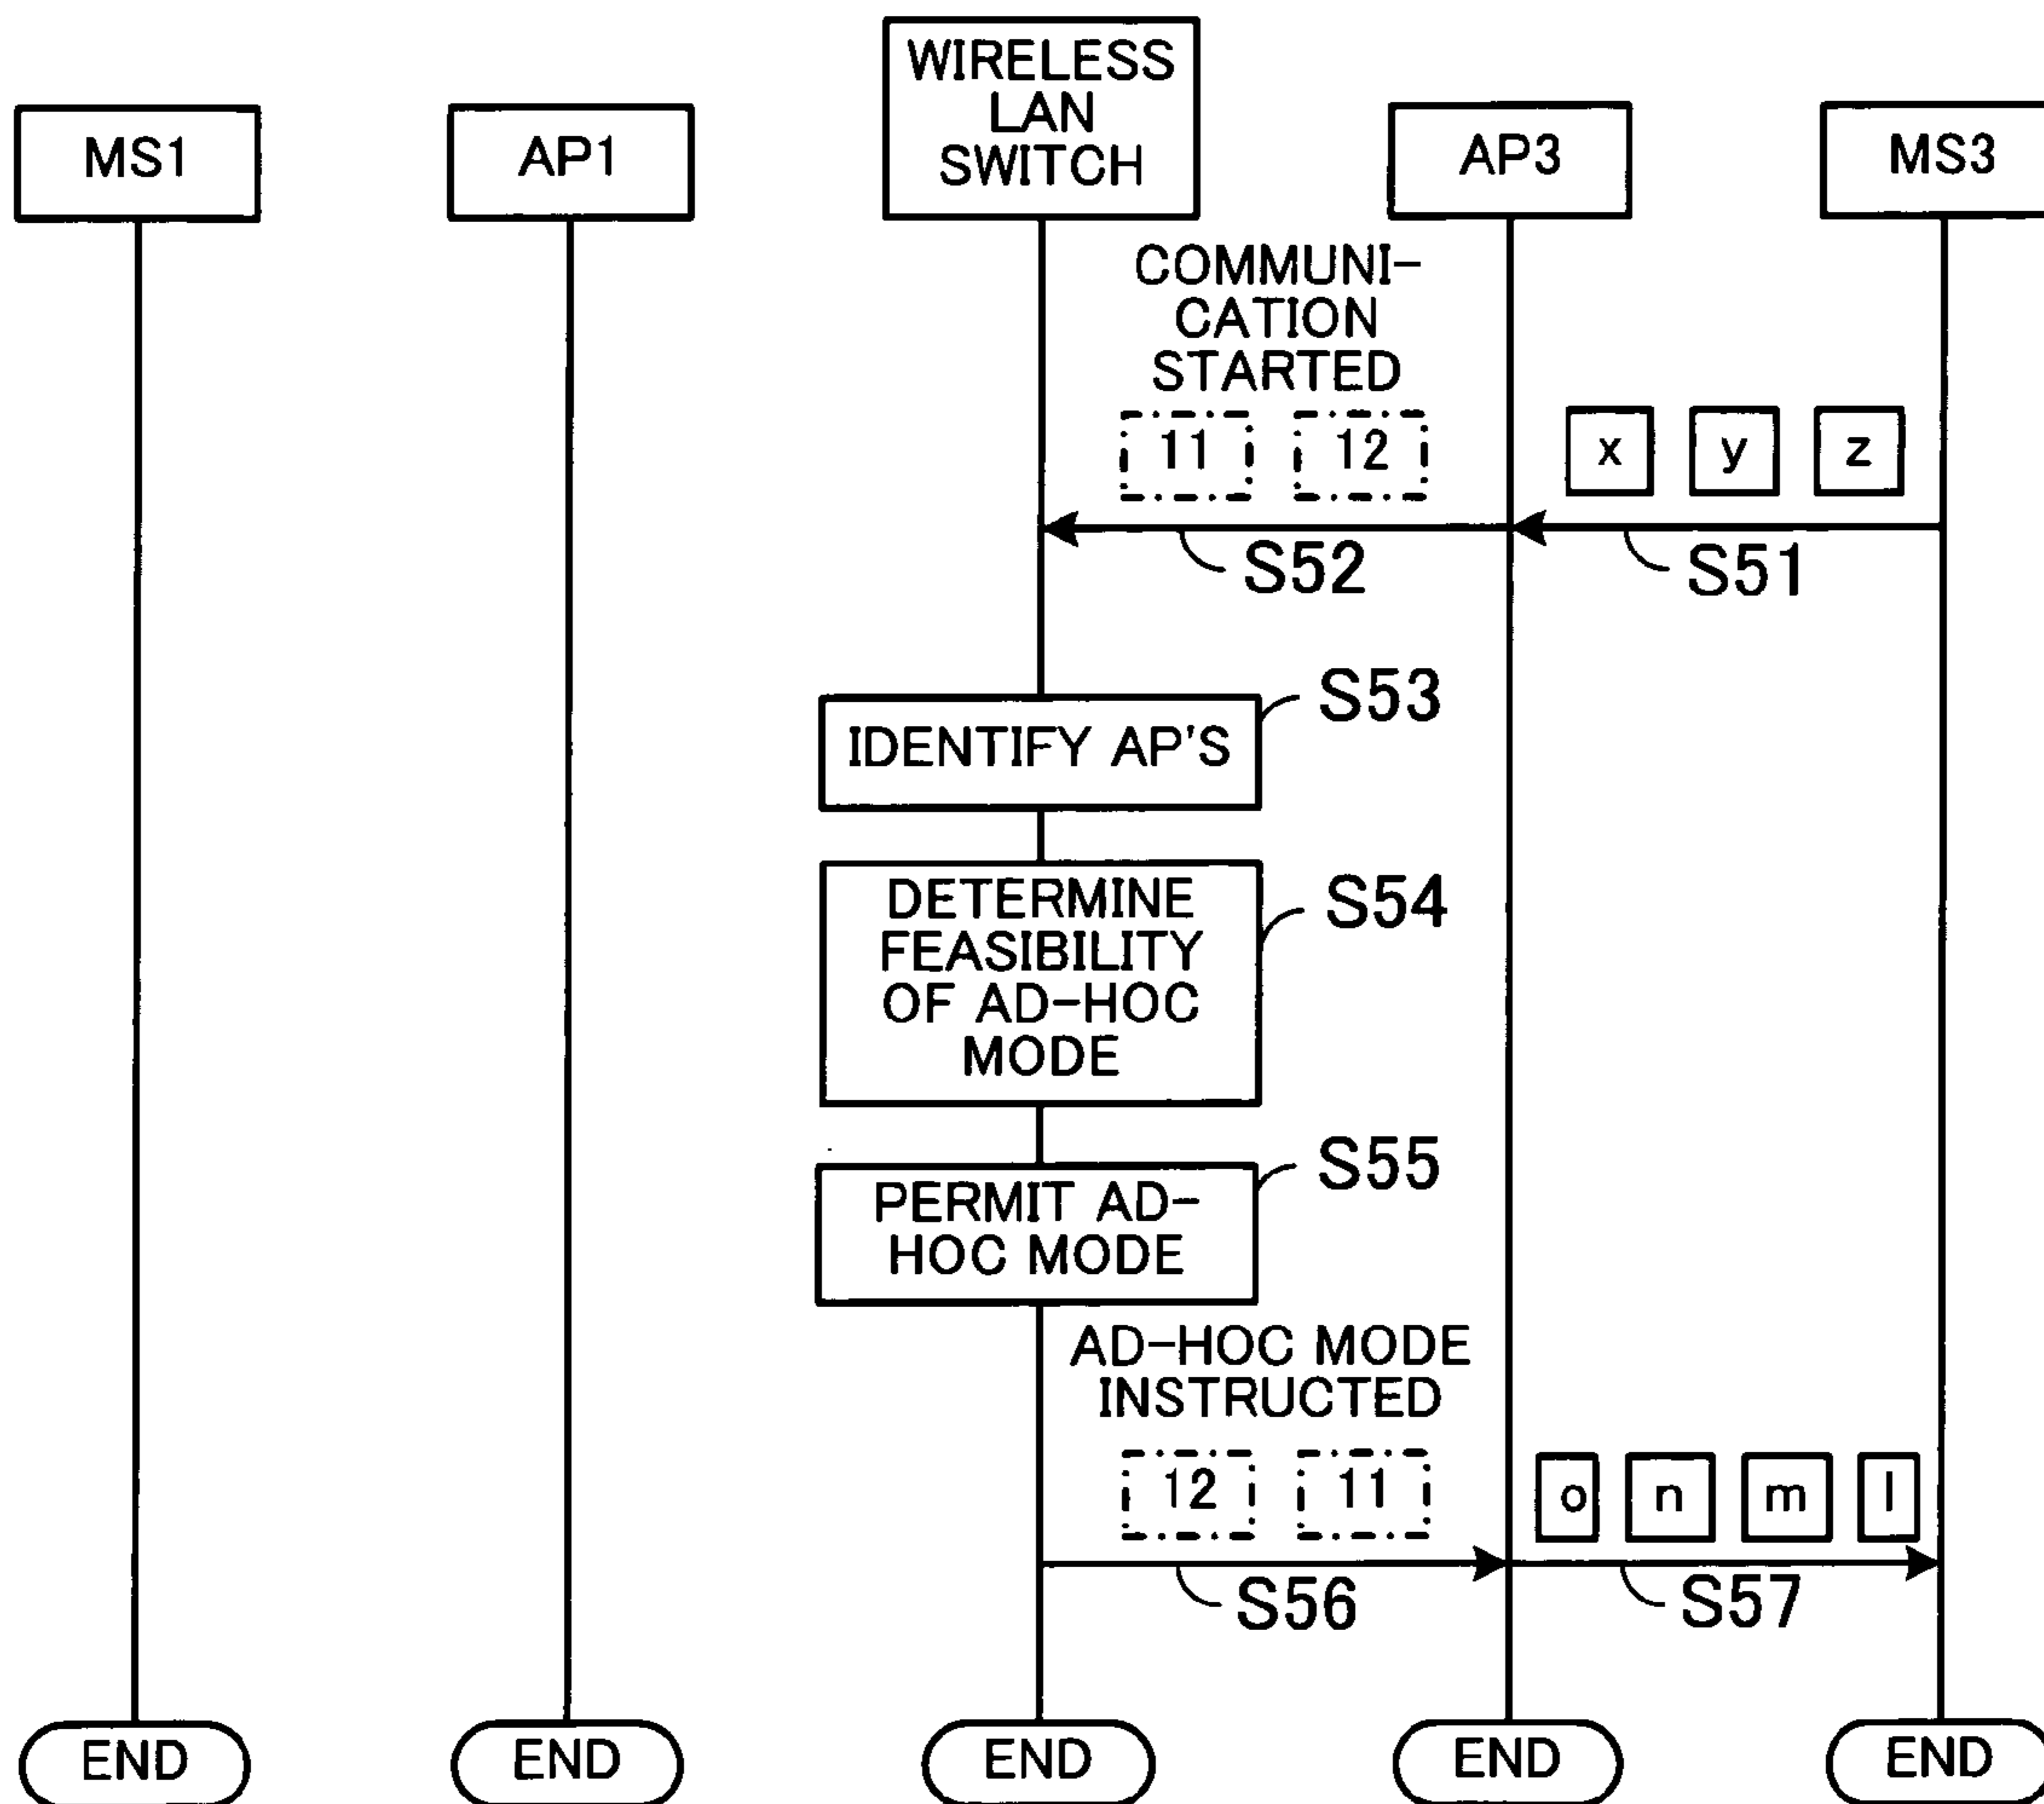 WIRELESS
LAN
SWITCH
MS1
AP1
AP3
MS3
COMMUNI-
CATION
STARTED
11 12
x y z
S52
S51
S53
IDENTIFY AP'S
S54
DETERMINE
FEASIBILITY
OF AD-HOC
MODE
S55
PERMIT AD-
HOC MODE
AD-HOC MODE
INSTRUCTED
12 11
o n m l
S56
S57
END
END
END
END
END